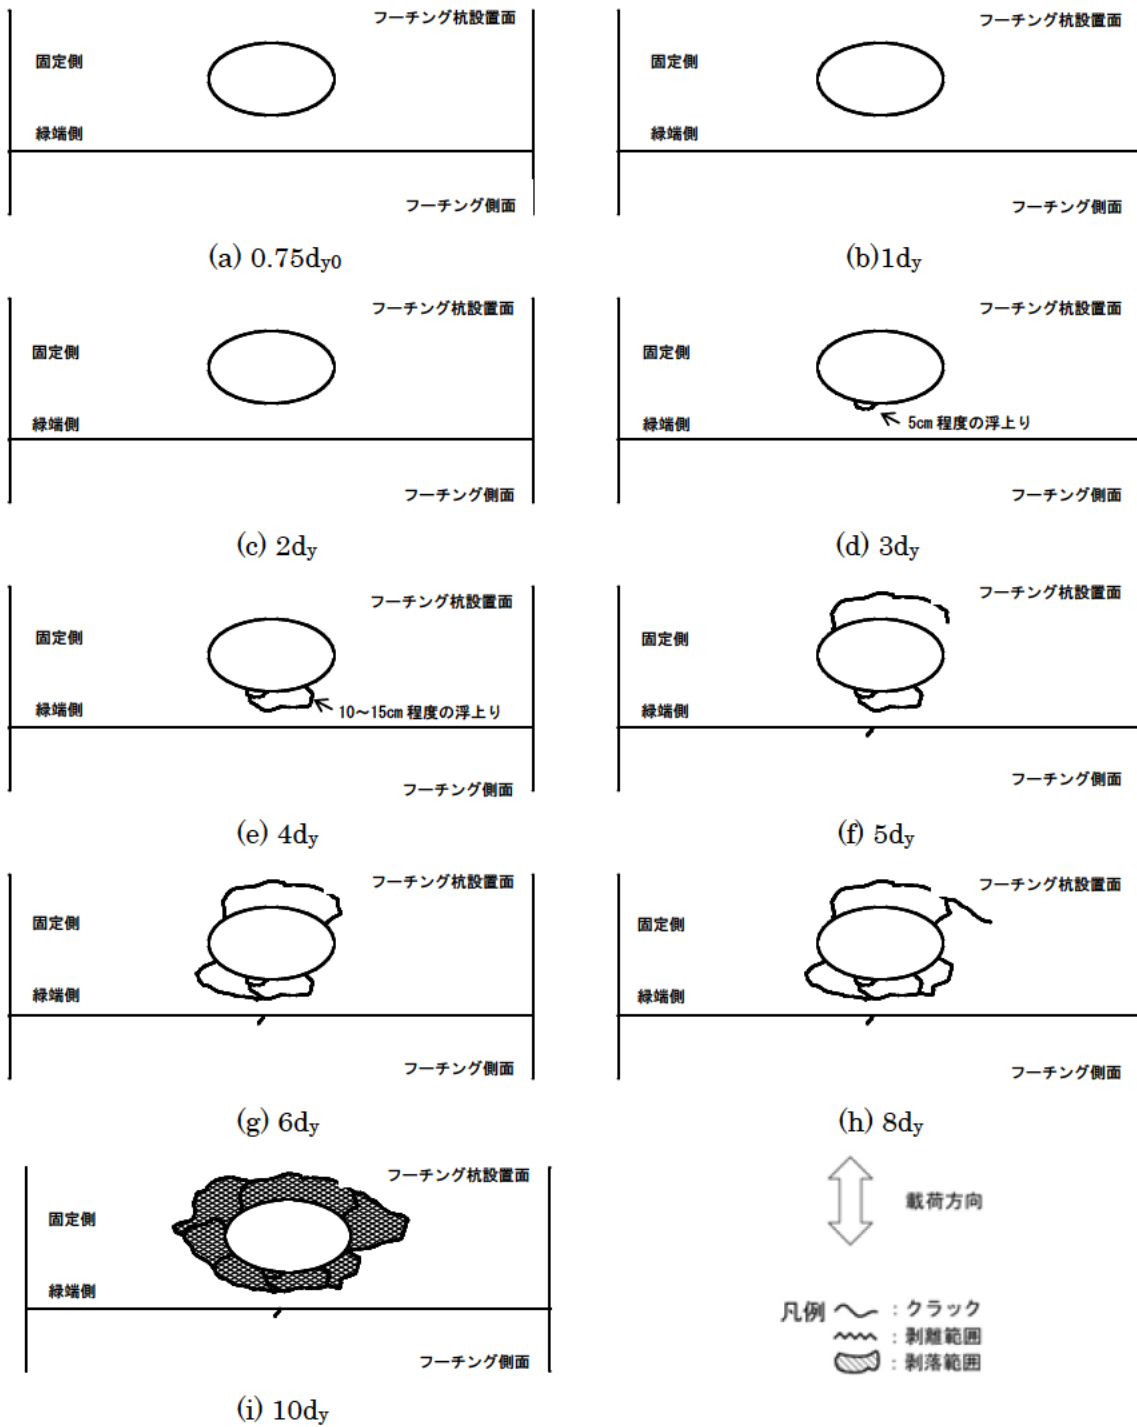 フーチング杭設置面
固定側
緑端側
フーチング側面
(a) 0.75dy0
フーチング杭設置面
固定側
緑端側
フーチング側面
(b)1dy
フーチング杭設置面
固定側
緑端側
フーチング側面
(c) 2dy
フーチング杭設置面
固定側
緑端側
5cm 程度の浮上り
フーチング側面
(d) 3dy
フーチング杭設置面
固定側
緑端側
10～15cm 程度の浮上り
フーチング側面
(e) 4dy
フーチング杭設置面
固定側
緑端側
フーチング側面
(f) 5dy
フーチング杭設置面
固定側
緑端側
フーチング側面
(g) 6dy
フーチング杭設置面
固定側
緑端側
フーチング側面
(h) 8dy
フーチング杭設置面
固定側
緑端側
フーチング側面
(i) 10dy
載荷方向
凡例 ：クラック
：剥離範囲
：剥落範囲